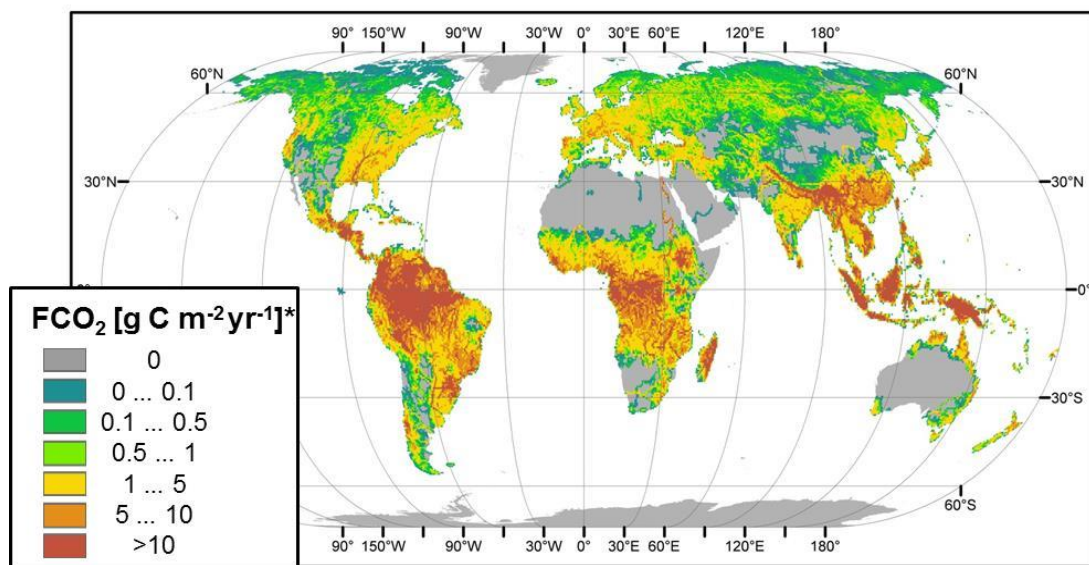 90° 150°W 90°W 30°W 0° 30°E 60°E 120°E 180°
60°N 60°N
30°N 30°N
0°
30°S
60°S
90° 150°W 90°W 30°W 0° 30°E 60°E 120°E 180°
FCO₂ [g C m⁻²yr⁻¹]*
0
0 ... 0.1
0.1 ... 0.5
0.5 ... 1
1 ... 5
5 ... 10
>10